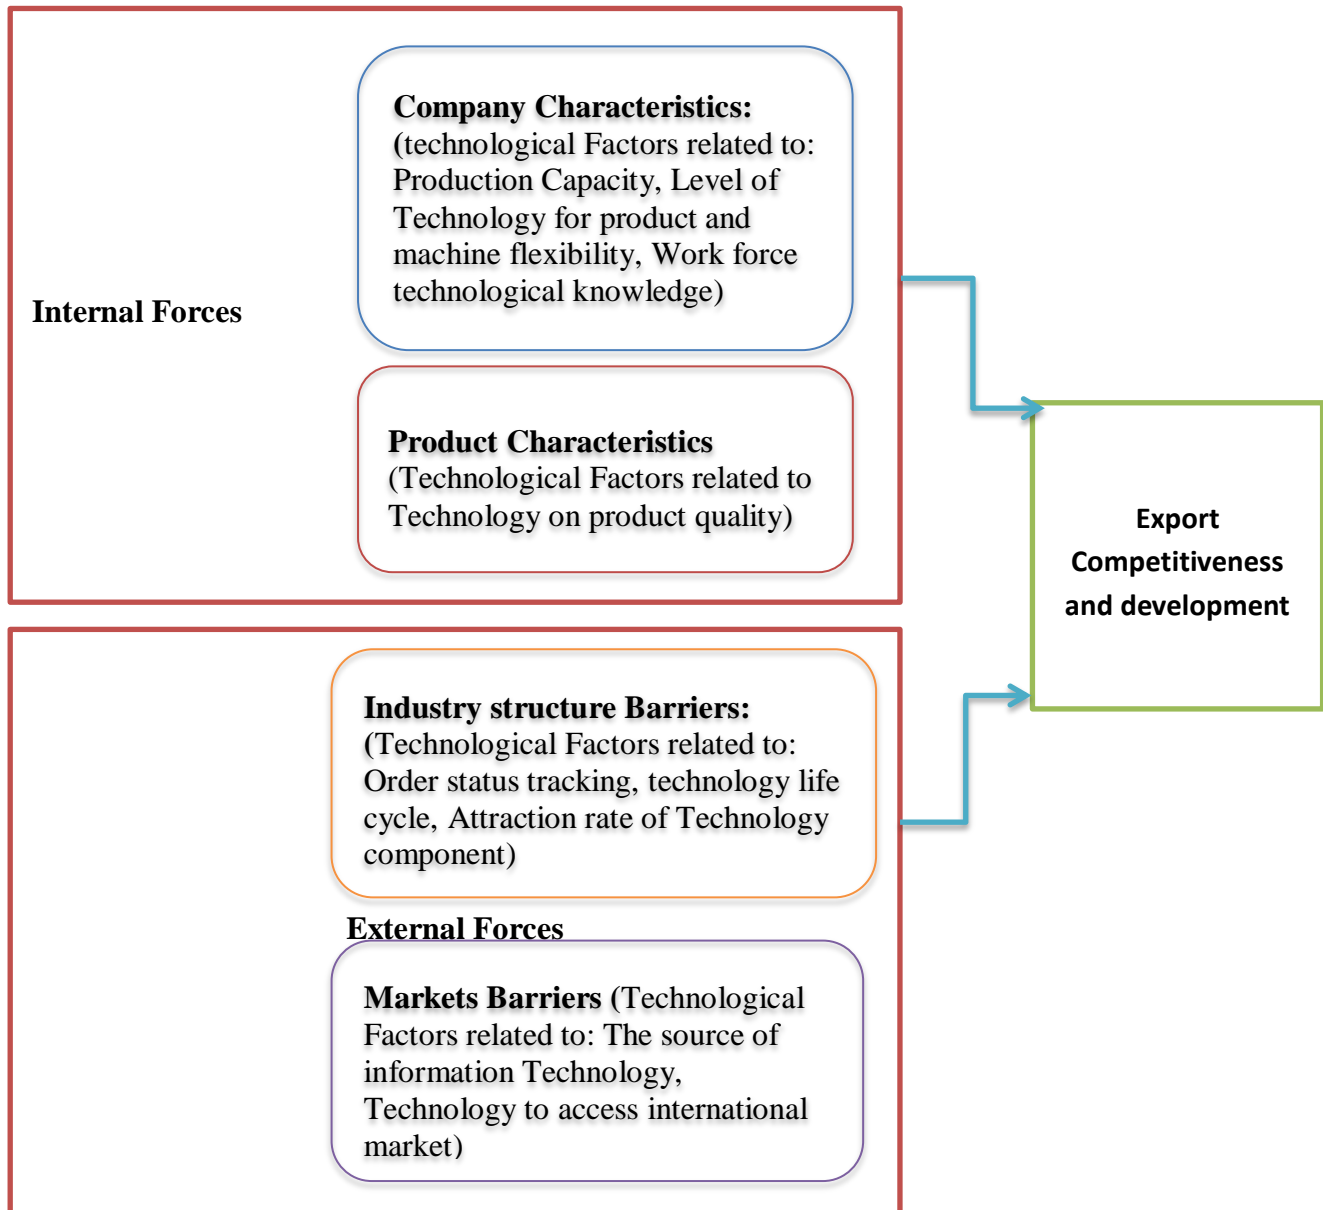 Company Characteristics:
(technological Factors related to:
Production Capacity, Level of
Technology for product and
machine flexibility, Work force
technological knowledge)
Internal Forces
Product Characteristics
(Technological Factors related to
Technology on product quality)
Export
Competitiveness
and development
Industry structure Barriers:
(Technological Factors related to:
Order status tracking, technology life
cycle, Attraction rate of Technology
component)
External Forces
Markets Barriers (Technological
Factors related to: The source of
information Technology,
Technology to access international
market)